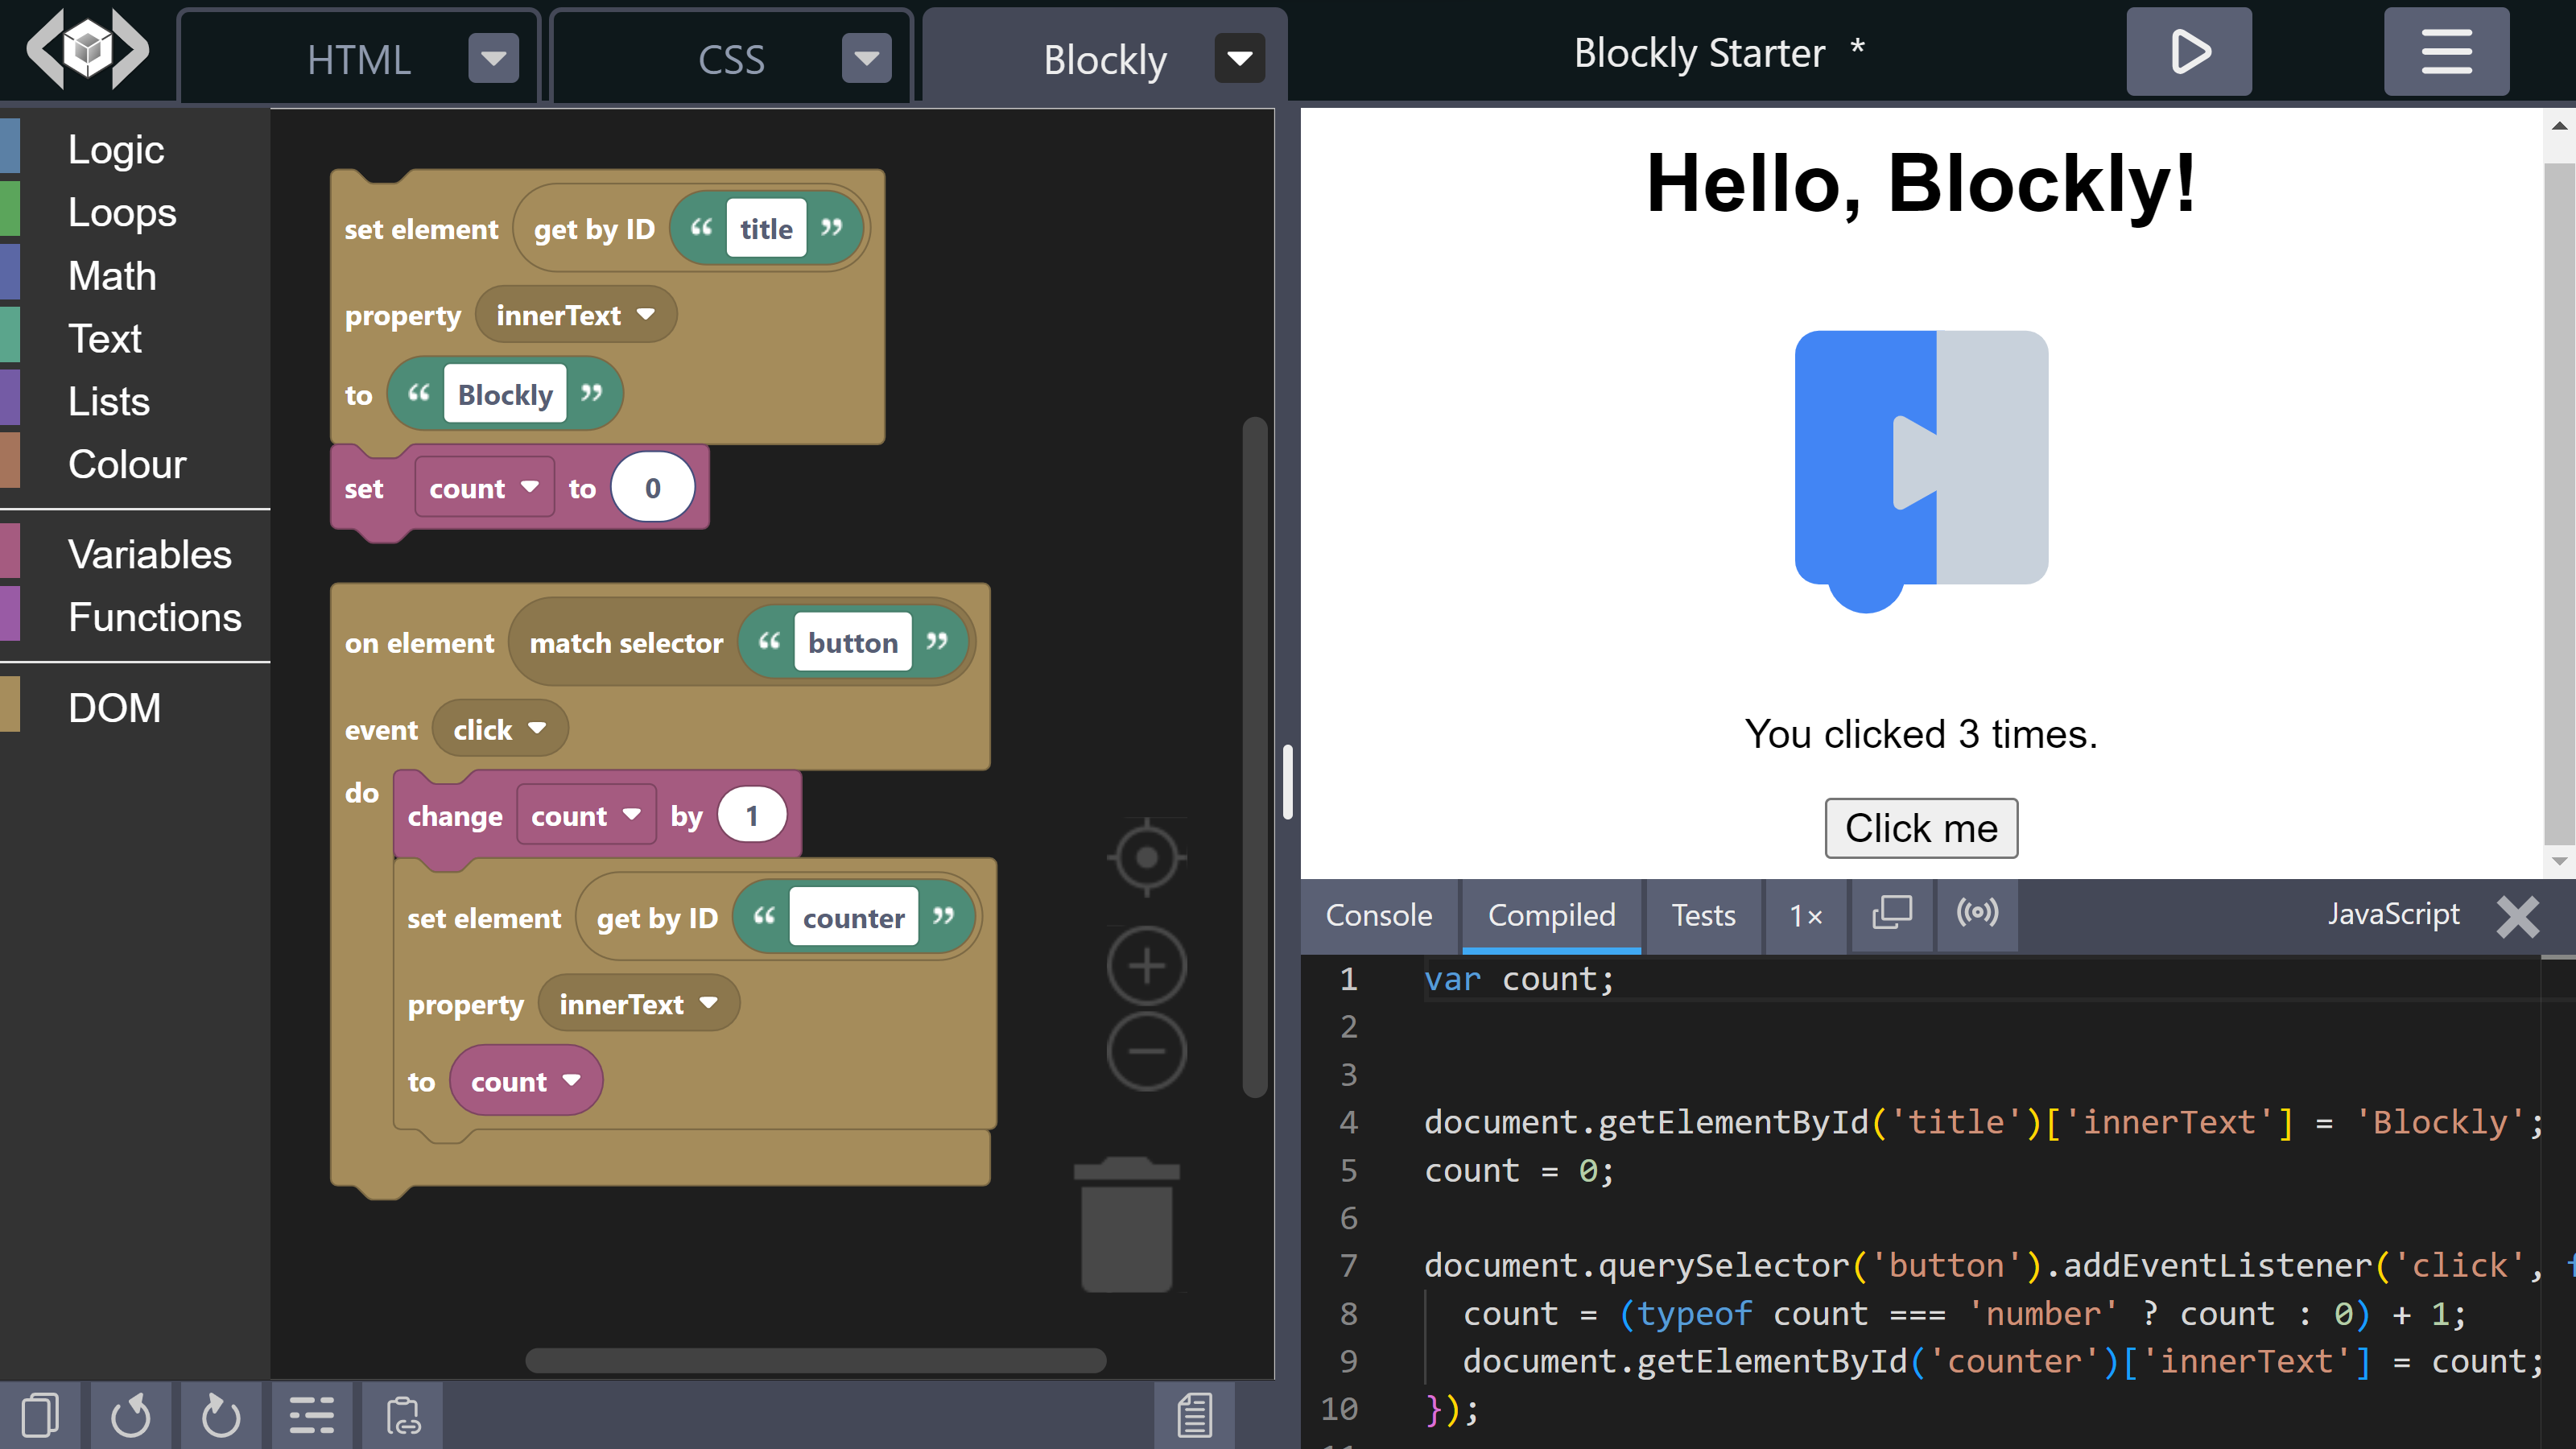 HTML
CSS
Blockly
Blockly Starter *
Logic
Loops
Math
Text
Lists
Colour
Variables
Functions
DOM
set element get by ID “ title ”
property innerText
to “ Blockly ”
set count to 0
on element match selector “ button ”
event click
do change count by 1
set element get by ID “ counter ”
property innerText
to count
Hello, Blockly!
You clicked 3 times.
Click me
Console Compiled Tests 1× JavaScript
1 var count;
2
3
4 document.getElementById('title')['innerText'] = 'Blockly';
5 count = 0;
6
7 document.querySelector('button').addEventListener('click',
8 count = (typeof count === 'number' ? count : 0) + 1;
9 document.getElementById('counter')['innerText'] = count;
10 });